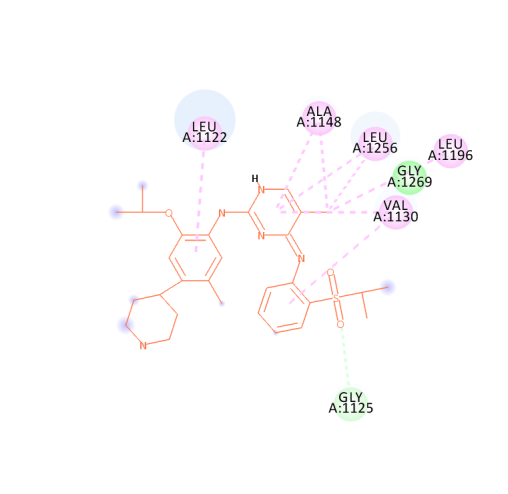 LEU
A:1122
ALA
A:1148
LEU
A:1256
LEU
A:1196
GLY
A:1269
VAL
A:1130
H
N
O
N
N
N
N
O
S
O
N
GLY
A:1125